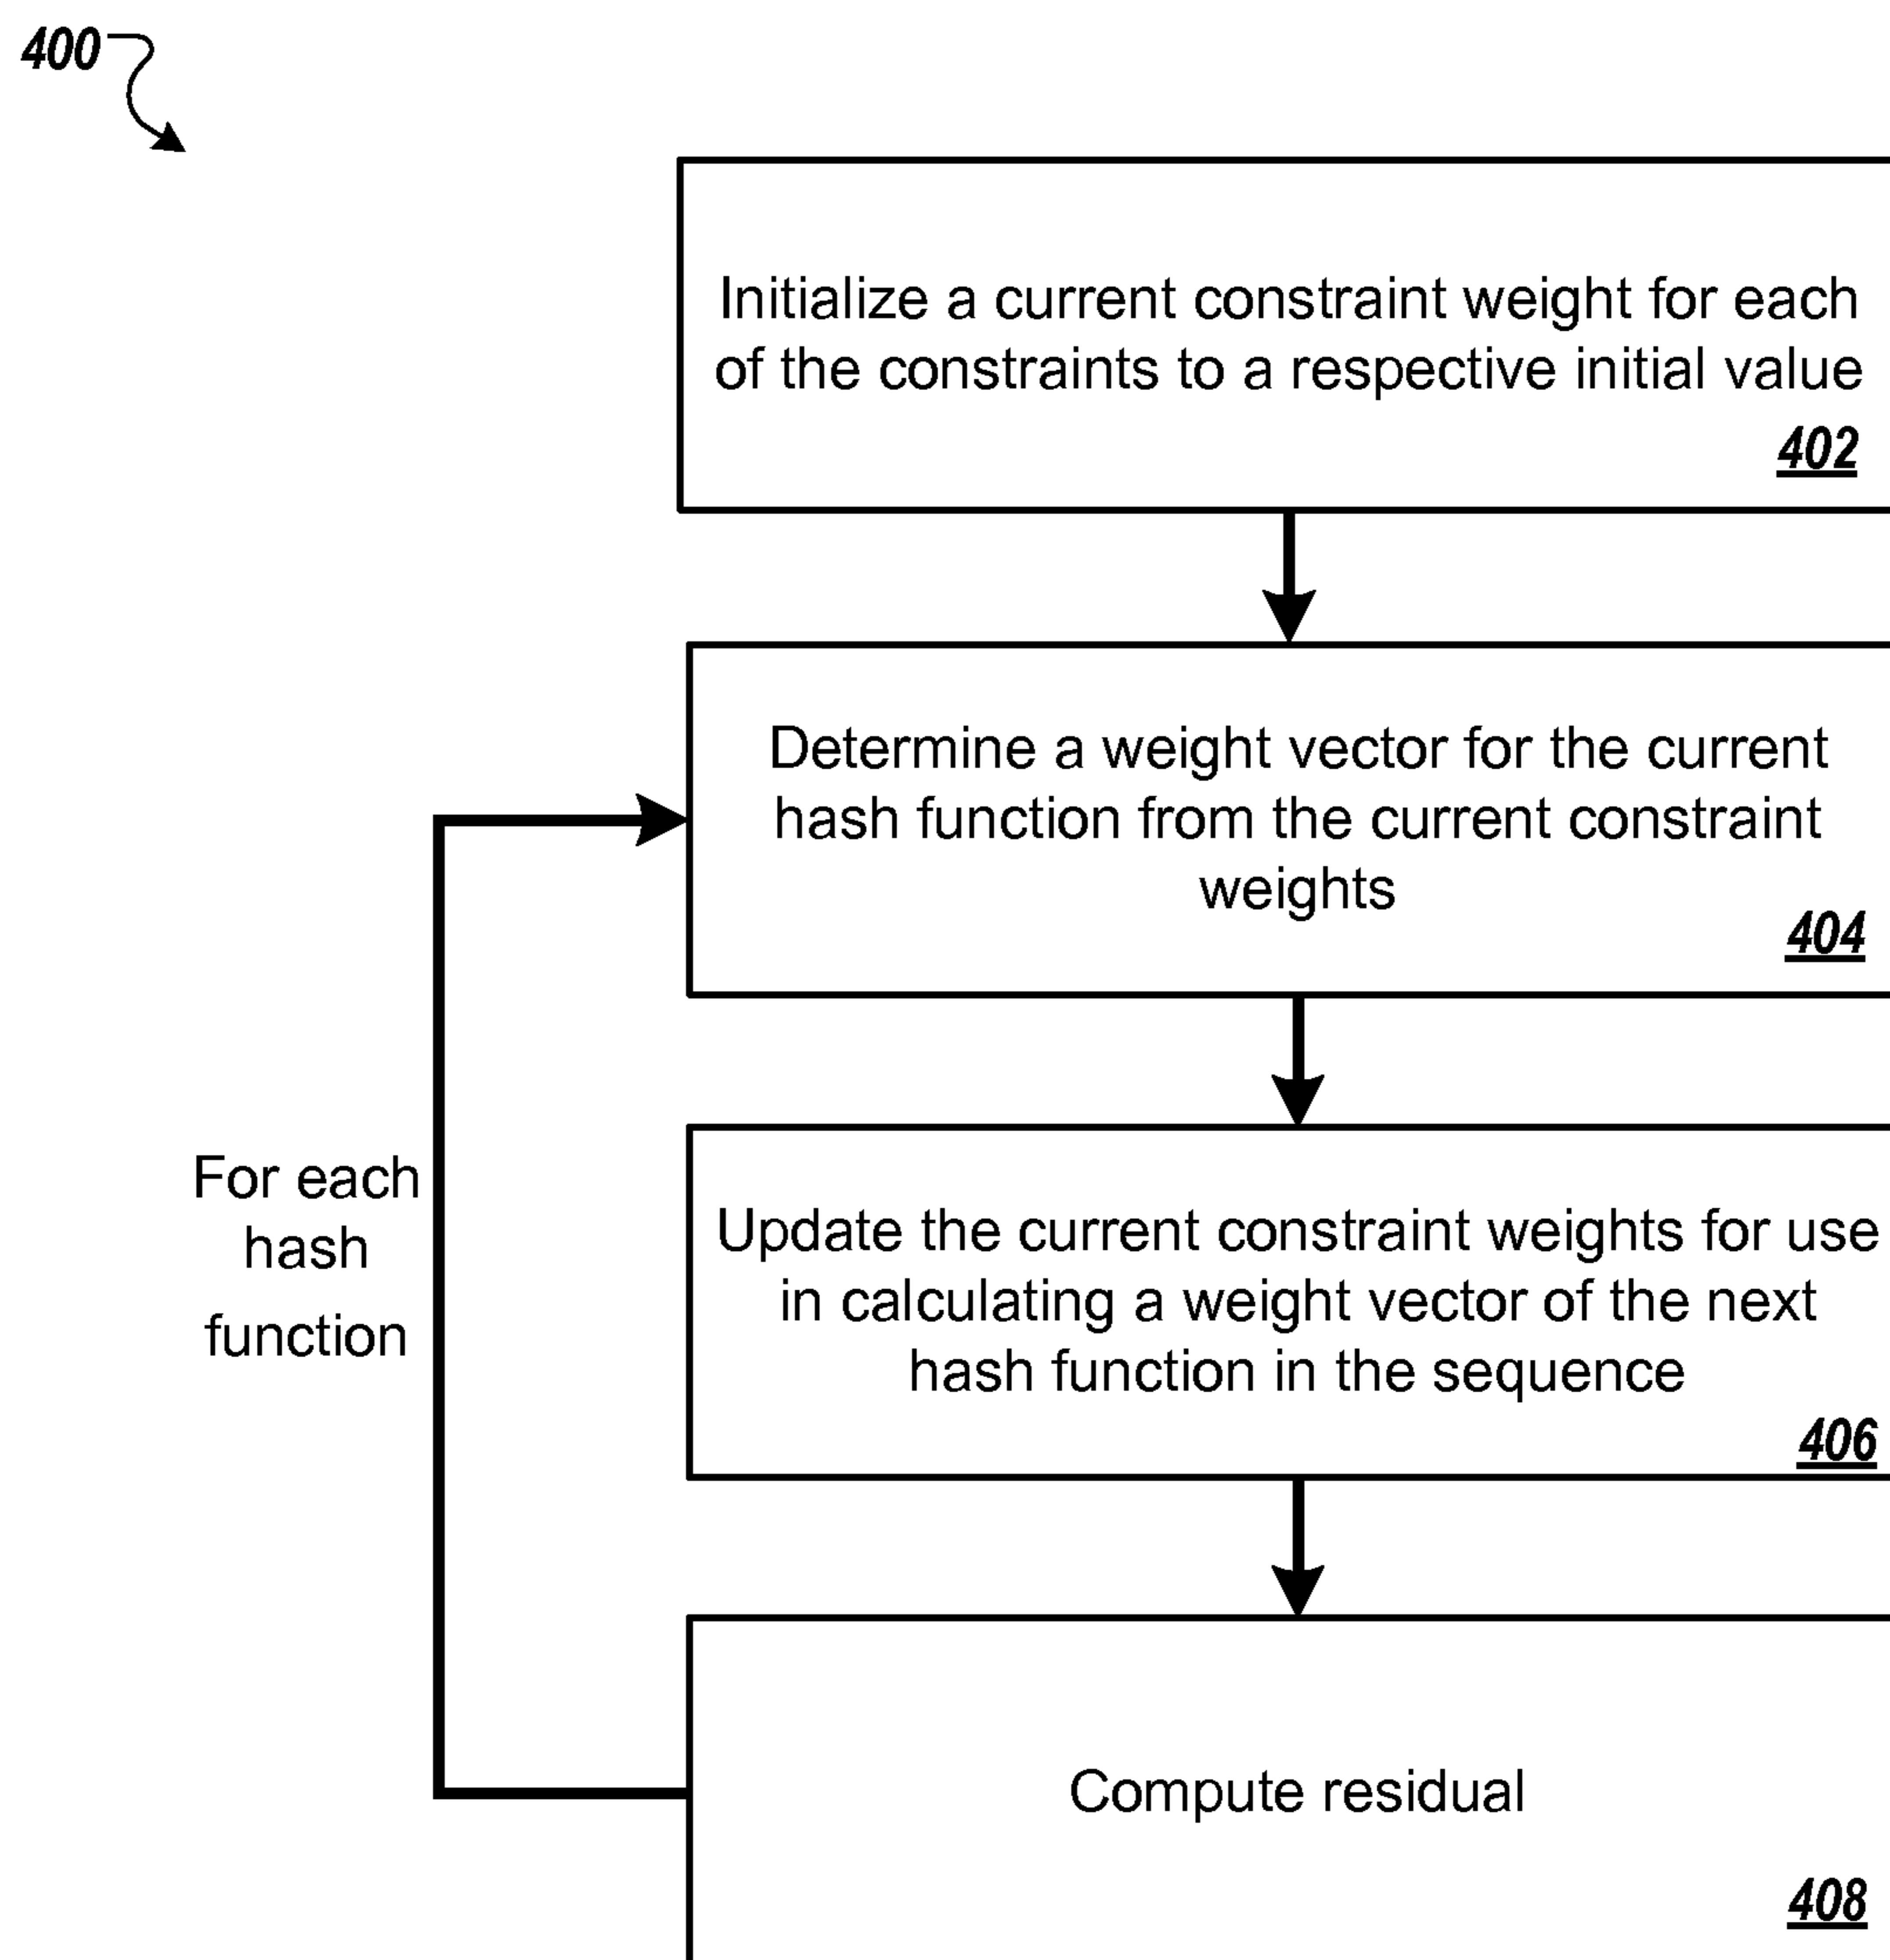 400
Initialize a current constraint weight for each
of the constraints to a respective initial value
402
Determine a weight vector for the current
hash function from the current constraint
weights
404
For each
hash
function
Update the current constraint weights for use
in calculating a weight vector of the next
hash function in the sequence
406
Compute residual
408